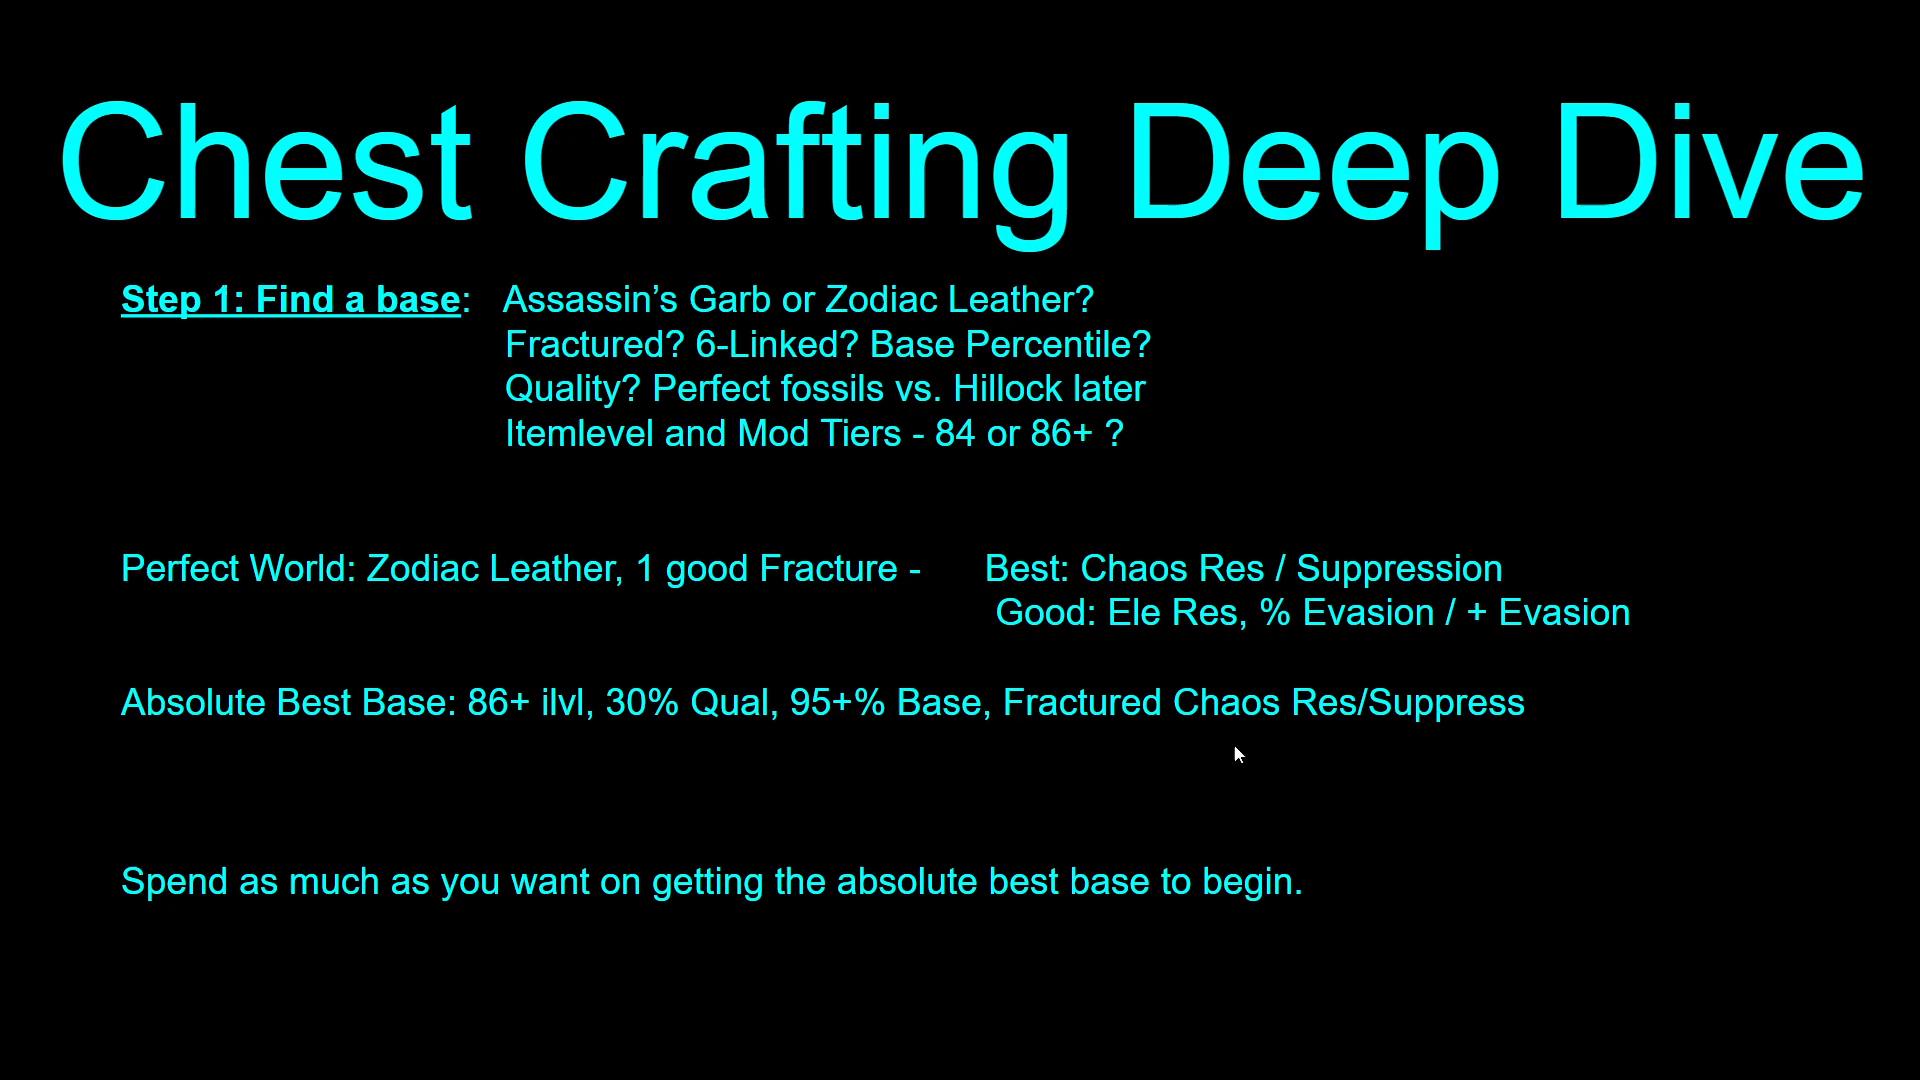 Chest Crafting Deep Dive
Step 1: Find a base: Assassin's Garb or Zodiac Leather?
Fractured? 6-Linked? Base Percentile?
Quality? Perfect fossils vs. Hillock later
Itemlevel and Mod Tiers - 84 or 86+ ?
Perfect World: Zodiac Leather, 1 good Fracture - Best: Chaos Res / Suppression
Good: Ele Res, % Evasion / + Evasion
Absolute Best Base: 86+ ilvl, 30% Qual, 95+% Base, Fractured Chaos Res/Suppress
Spend as much as you want on getting the absolute best base to begin.